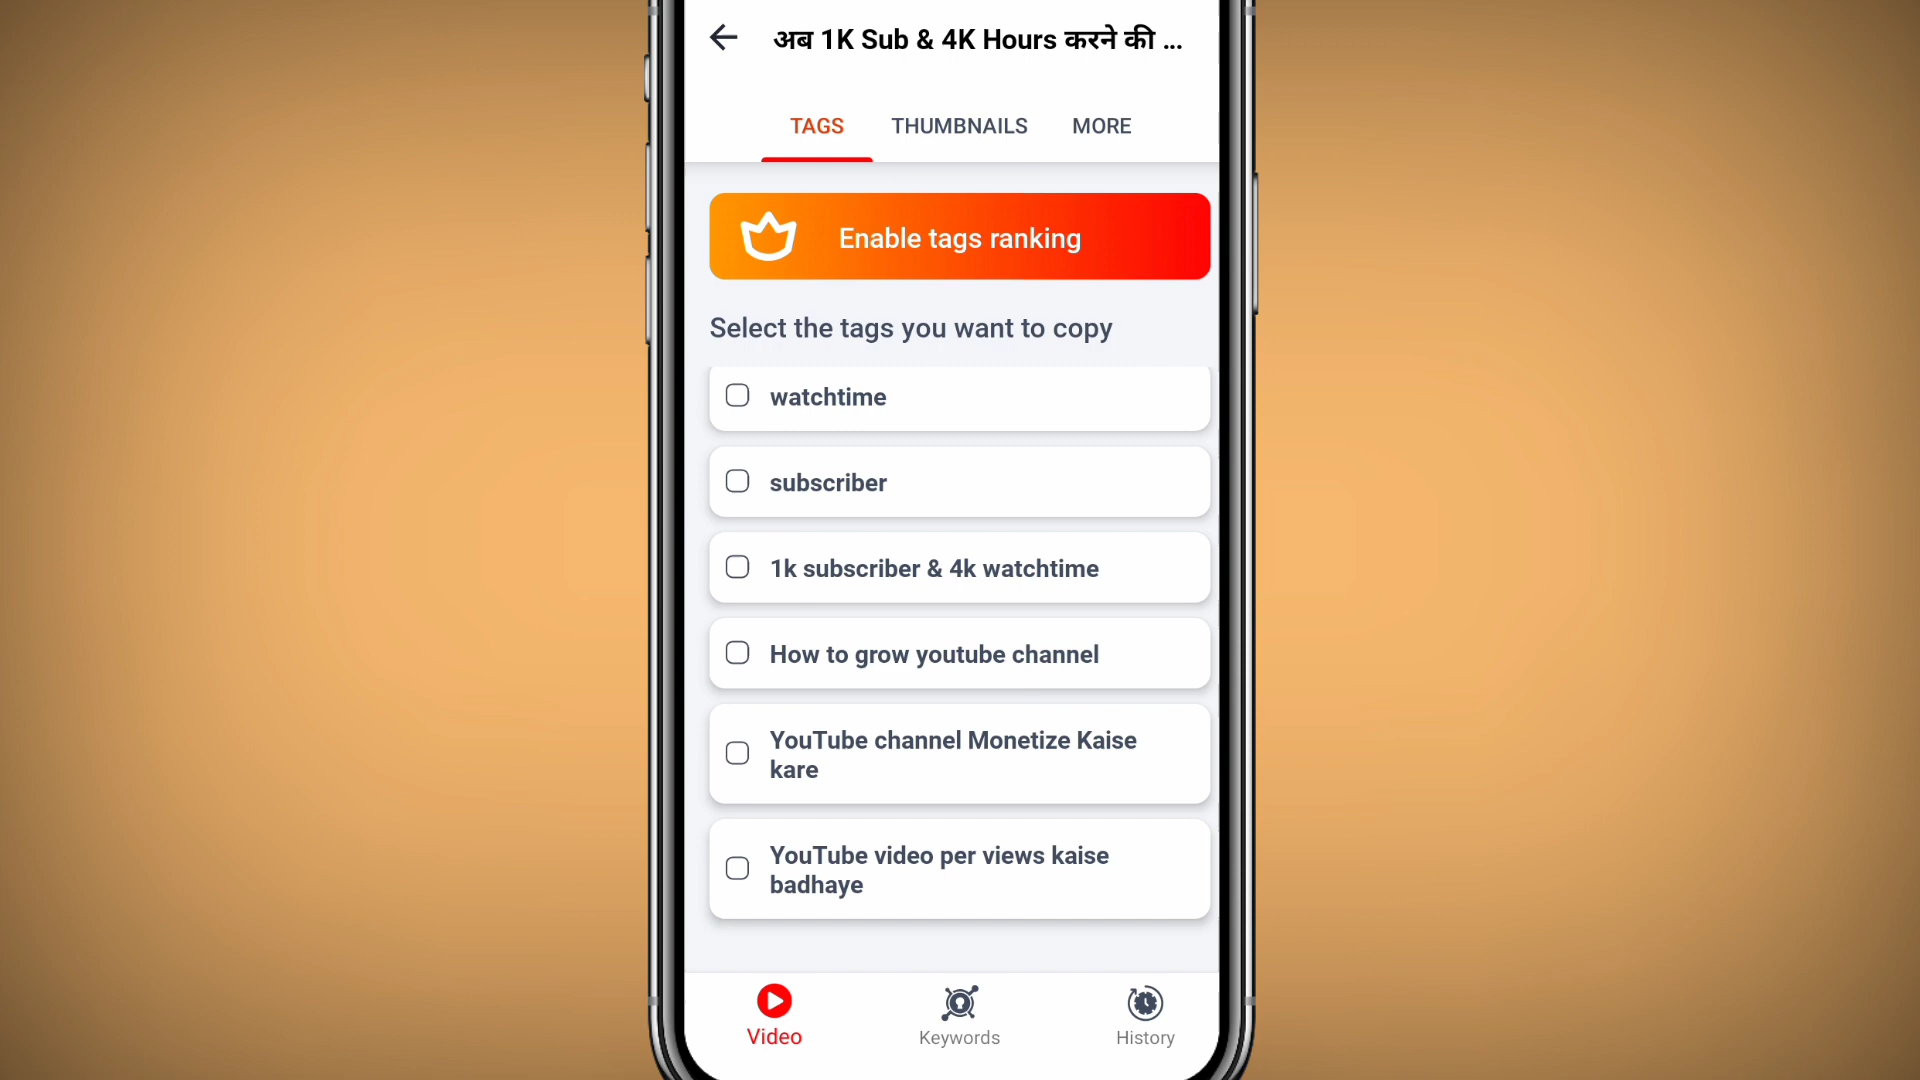 अब 1K Sub & 4K Hours करने की ...
TAGS THUMBNAILS MORE
Enable tags ranking
Select the tags you want to copy
watchtime
subscriber
1k subscriber & 4k watchtime
How to grow youtube channel
YouTube channel Monetize Kaise
kare
YouTube video per views kaise
badhaye
Video Keywords History